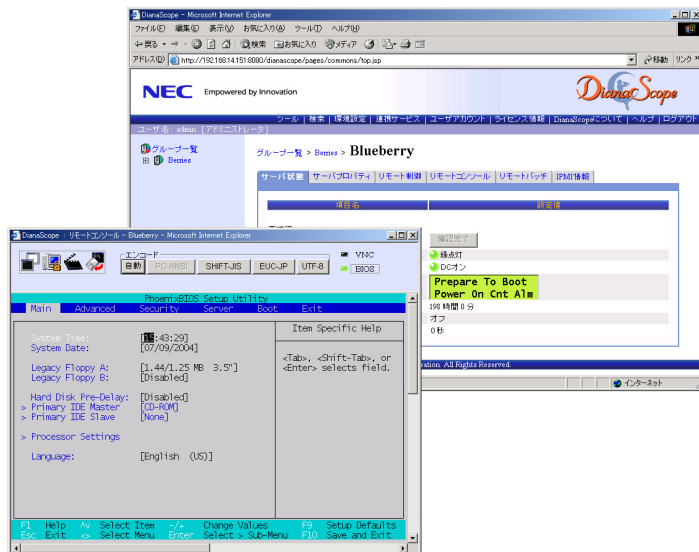 DianaScope - Microsoft Internet Explorer
ファイル(F) 編集(E) 表示(V) お気に入り(A) ツール(T) ヘルプ(H)
戻る 検索 お気に入り メディア
アドレス(D) http://192.168.14.151:8080/dianascope/pages/commons/top.jsp 移動 リンク
NEC Empowered by Innovation DianaScope
ツール | 検索 | 環境設定 | 連携サービス | ユーザアカウント | ライセンス情報 | DianaScopeについて | ヘルプ | ログアウト
ユーザ名: admin [アドミニストレータ]
グループ一覧
Berries
グループ一覧 > Berries > Blueberry
サーバ状態 サーバプロパティ リモート制御 リモートコンソール リモートバッチ IPMI情報
項目名 設定値
確認完了
緑点灯
DCオン
Prepare To Boot
Power On Cnt Alm
198 時間 0 分
オフ
0 秒
ration. All Rights Reserved.
インターネット
DianaScope : リモートコンソール - Blueberry - Microsoft Internet Explorer
エンコード
自動 PC-ANSI SHIFT-JIS EUC-JP UTF-8
VNC
BIOS
PhoenixBIOS Setup Utility
Main Advanced Security Server Boot Exit
Item Specific Help
System Time: :43:29]
System Date: [07/09/2004]
<Tab>, <Shift-Tab>, or
<Enter> selects field.
Legacy Floppy A: [1.44/1.25 MB 3.5"]
Legacy Floppy B: [Disabled]
Hard Disk Pre-Delay: [Disabled]
> Primary IDE Master [CD-ROM]
> Primary IDE Slave [None]
> Processor Settings
Language: [English (US)]
F1 Help ^v Select Item -/+ Change Values F9 Setup Defaults
Esc Exit <> Select Menu Enter Select > Sub-Menu F10 Save and Exit